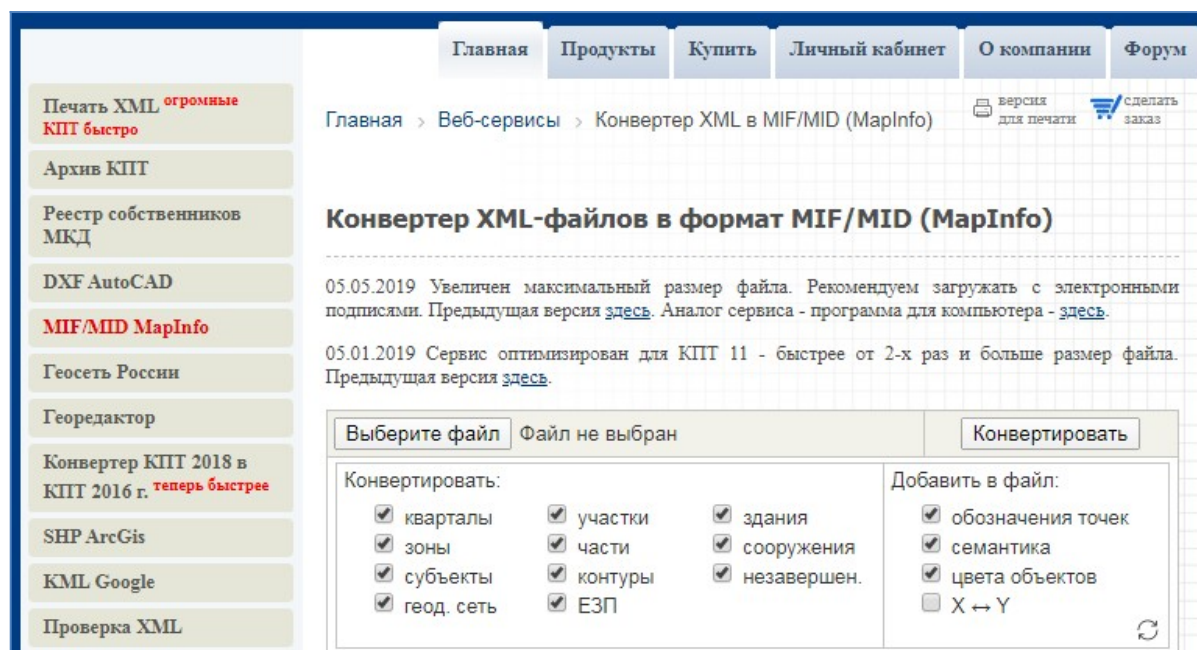 Главная Продукты Купить Личный кабинет О компании Форум
Печать XML огромные
КПТ быстро
Архив КПТ
Реестр собственников
МКД
DXF AutoCAD
MIF/MID MapInfo
Геосеть России
Георедактор
Конвертер КПТ 2018 в
КПТ 2016 г. теперь быстрее
SHP ArcGis
KML Google
Проверка XML
Главная > Веб-сервисы > Конвертер XML в MIF/MID (MapInfo)
версия
для печати
сделать
заказ
Конвертер XML-файлов в формат MIF/MID (MapInfo)
05.05.2019 Увеличен максимальный размер файла. Рекомендуем загружать с электронными
подписями. Предыдущая версия здесь. Аналог сервиса - программа для компьютера - здесь.
05.01.2019 Сервис оптимизирован для КПТ 11 - быстрее от 2-х раз и больше размер файла.
Предыдущая версия здесь.
Выберите файл Файл не выбран Конвертировать
Конвертировать:
кварталы участки здания
зоны части сооружения
субъекты контуры незавершен.
геод. сеть ЕЗП
Добавить в файл:
обозначения точек
семантика
цвета объектов
X ↔ Y